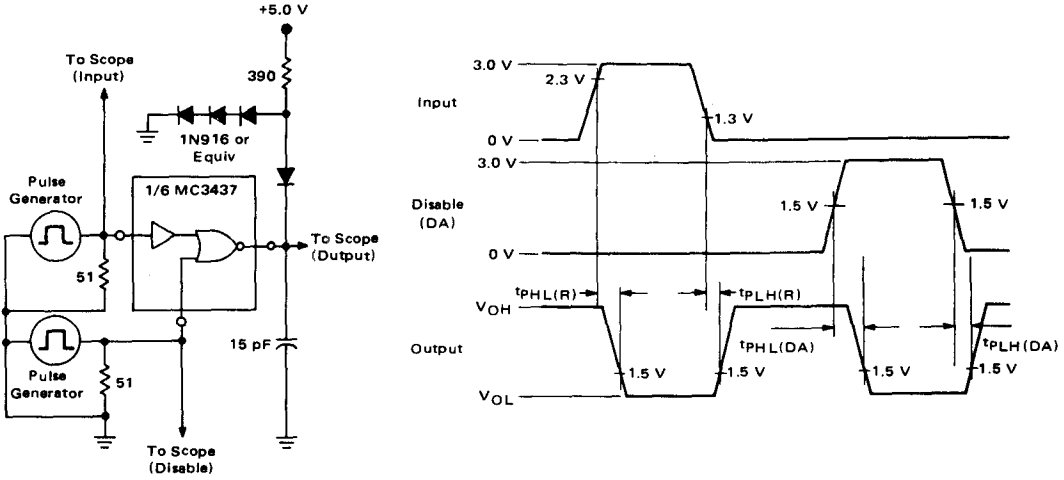 +5.0 V
To Scope
(Input)
390
1N916 or
Equiv
Pulse
Generator
1/6 MC3437
To Scope
(Output)
51
15 pF
Pulse
Generator
51
To Scope
(Disable)
3.0 V
2.3 V
Input
1.3 V
0 V
3.0 V
Disable
(DA)
1.5 V
1.5 V
0 V
tPHL(R)
tPLH(R)
VOH
tPHL(DA)
tPLH(DA)
Output
1.5 V
1.5 V
1.5 V
1.5 V
VOL